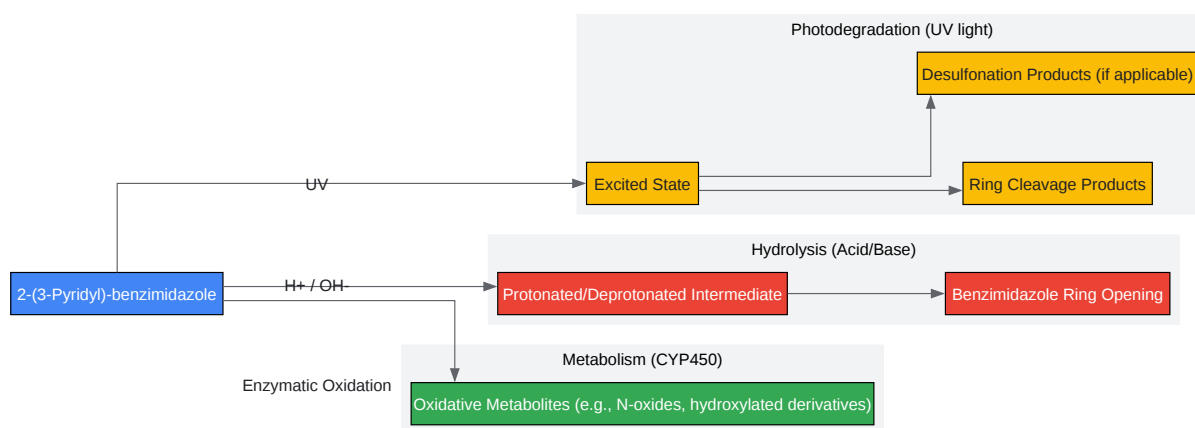 Photodegradation (UV light)
Desulfonation Products (if applicable)
UV
Excited State
Ring Cleavage Products
Hydrolysis (Acid/Base)
2-(3-Pyridyl)-benzimidazole
H+ / OH-
Protonated/Deprotonated Intermediate
Benzimidazole Ring Opening
Metabolism (CYP450)
Enzymatic Oxidation
Oxidative Metabolites (e.g., N-oxides, hydroxylated derivatives)